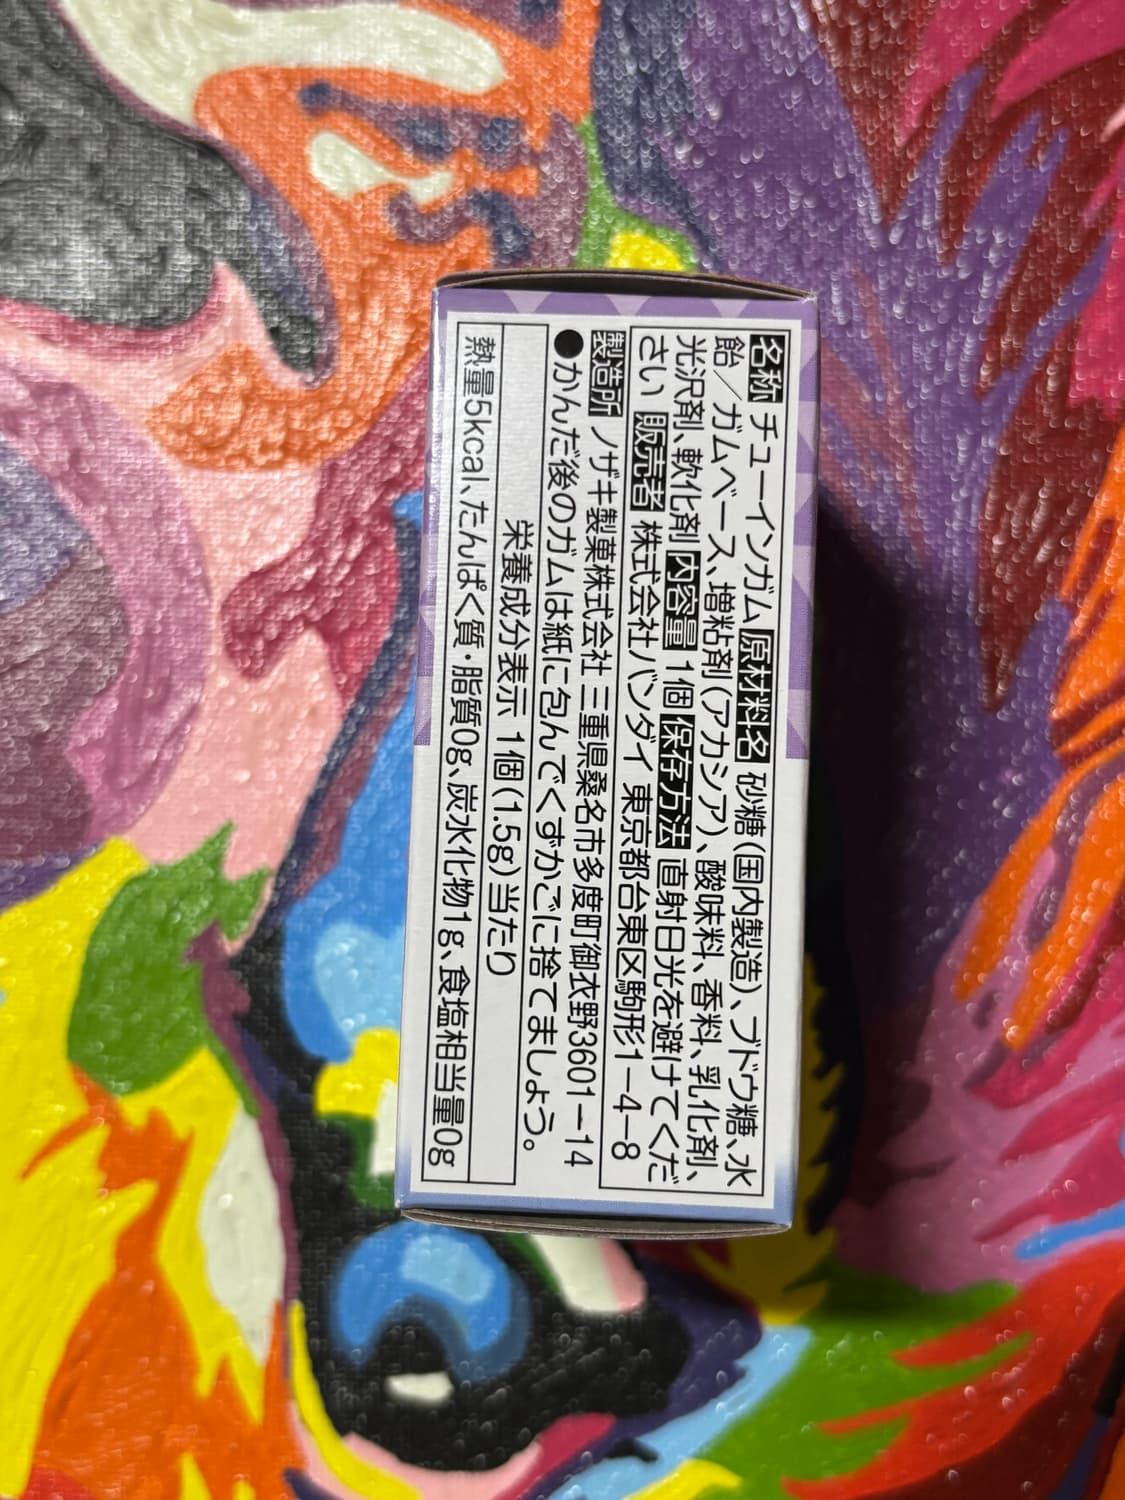 名称 チューインガム 原材料名 砂糖(国内製造)、ブドウ糖、水
飴／ガムベース、増粘剤(アカシア)、酸味料、香料、乳化剤、
光沢剤、軟化剤 内容量 1個 保存方法 直射日光を避けてくだ
さい 販売者 株式会社バンダイ 東京都台東区駒形1−4−8
製造所 ノザキ製菓株式会社 三重県桑名市多度町御衣野3601−14
●かんだ後のガムは紙に包んでくずかごに捨てましょう。
栄養成分表示 1個(1.5g)当たり
熱量5kcal、たんぱく質・脂質0g、炭水化物1g、食塩相当量0g